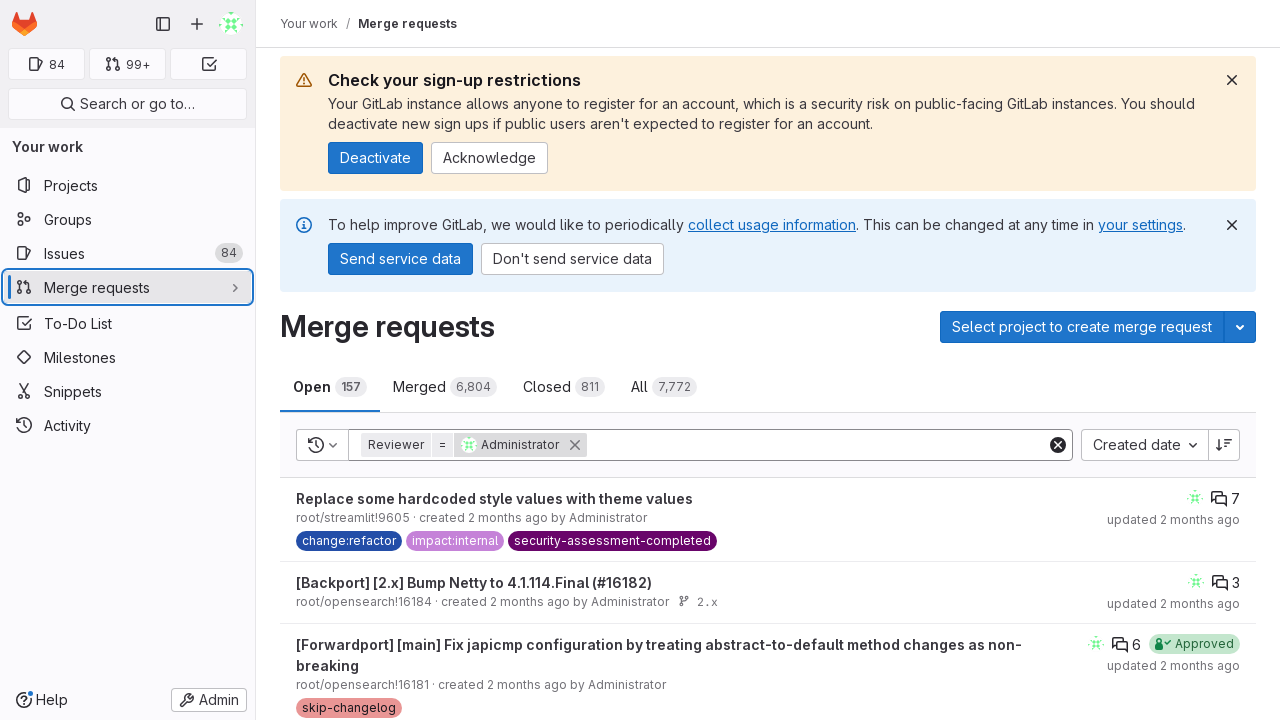 84
99+
Search or go to…
Your work
Projects
Groups
Issues
84
Merge requests
To-Do List
Milestones
Snippets
Activity
Help
Admin
Your work / Merge requests
Check your sign-up restrictions
Your GitLab instance allows anyone to register for an account, which is a security risk on public-facing GitLab instances. You should
deactivate new sign ups if public users aren't expected to register for an account.
Deactivate
Acknowledge
To help improve GitLab, we would like to periodically collect usage information. This can be changed at any time in your settings.
Send service data
Don't send service data
Merge requests
Select project to create merge request
Open 157
Merged 6,804
Closed 811
All 7,772
Reviewer = Administrator
Created date
Replace some hardcoded style values with theme values
7
root/streamlit!9605 · created 2 months ago by Administrator
updated 2 months ago
change:refactor
impact:internal
security-assessment-completed
[Backport] [2.x] Bump Netty to 4.1.114.Final (#16182)
3
root/opensearch!16184 · created 2 months ago by Administrator 2.x
updated 2 months ago
[Forwardport] [main] Fix japicmp configuration by treating abstract-to-default method changes as non-
breaking
6
Approved
root/opensearch!16181 · created 2 months ago by Administrator
updated 2 months ago
skip-changelog